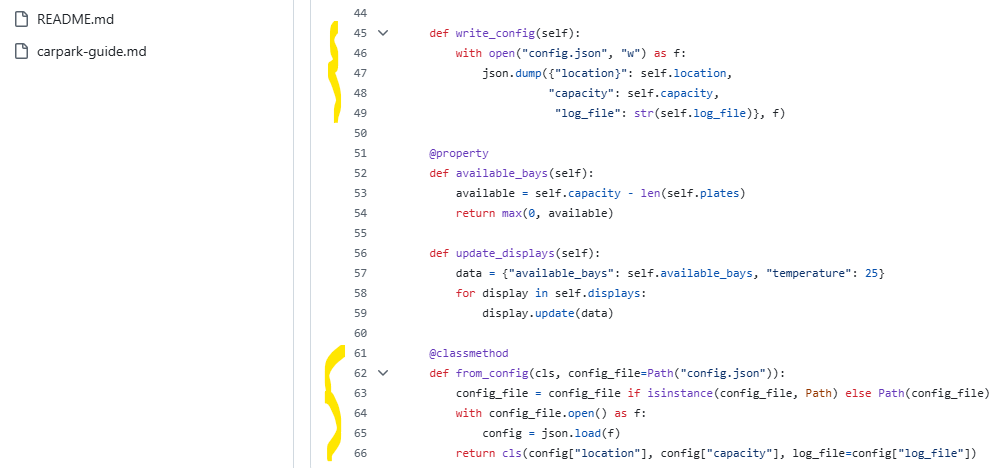 README.md
carpark-guide.md
44
45 def write_config(self):
46 with open("config.json", "w") as f:
47 json.dump({"location": self.location,
48 "capacity": self.capacity,
49 "log_file": str(self.log_file)}, f)
50
51 @property
52 def available_bays(self):
53 available = self.capacity - len(self.plates)
54 return max(0, available)
55
56 def update_displays(self):
57 data = {"available_bays": self.available_bays, "temperature": 25}
58 for display in self.displays:
59 display.update(data)
60
61 @classmethod
62 def from_config(cls, config_file=Path("config.json")):
63 config_file = config_file if isinstance(config_file, Path) else Path(config_file)
64 with config_file.open() as f:
65 config = json.load(f)
66 return cls(config["location"], config["capacity"], log_file=config["log_file"])